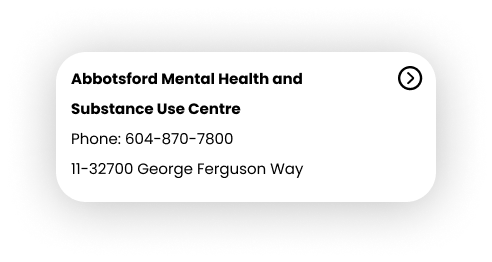 Abbotsford Mental Health and
Substance Use Centre
Phone: 604-870-7800
11-32700 George Ferguson Way